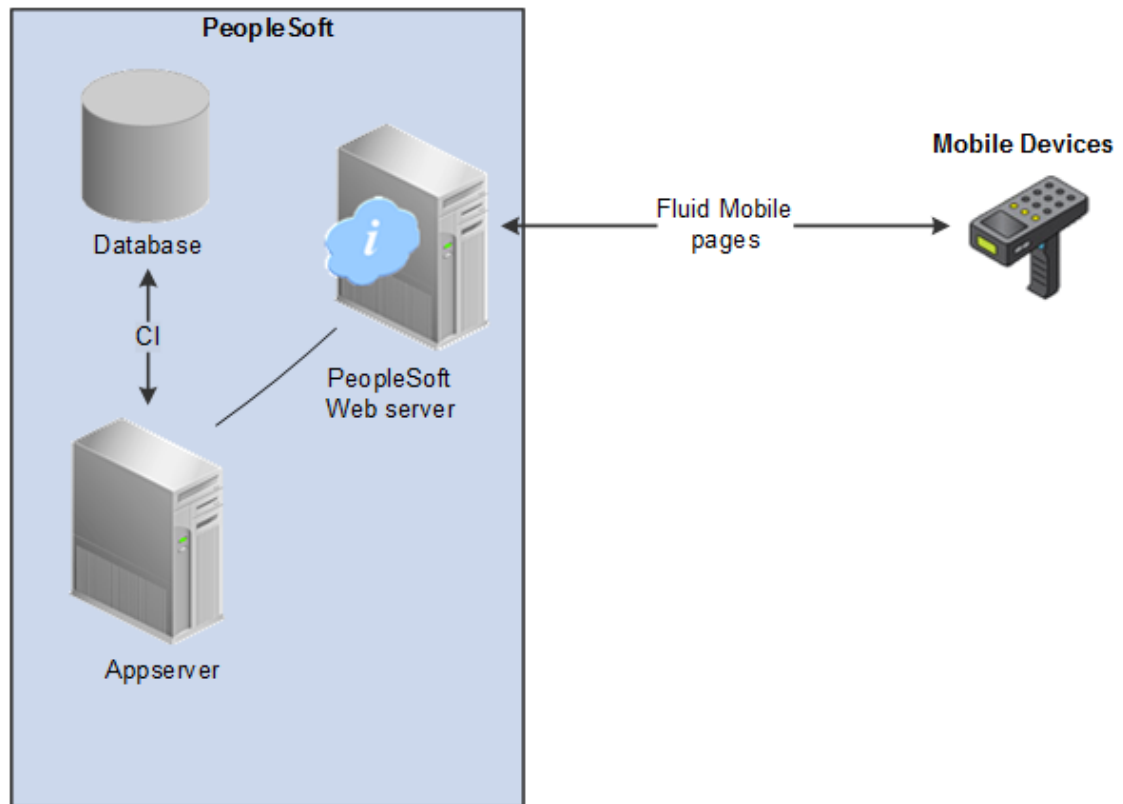 PeopleSoft
Database
CI
Appserver
PeopleSoft
Web server
i
Fluid Mobile
pages
Mobile Devices